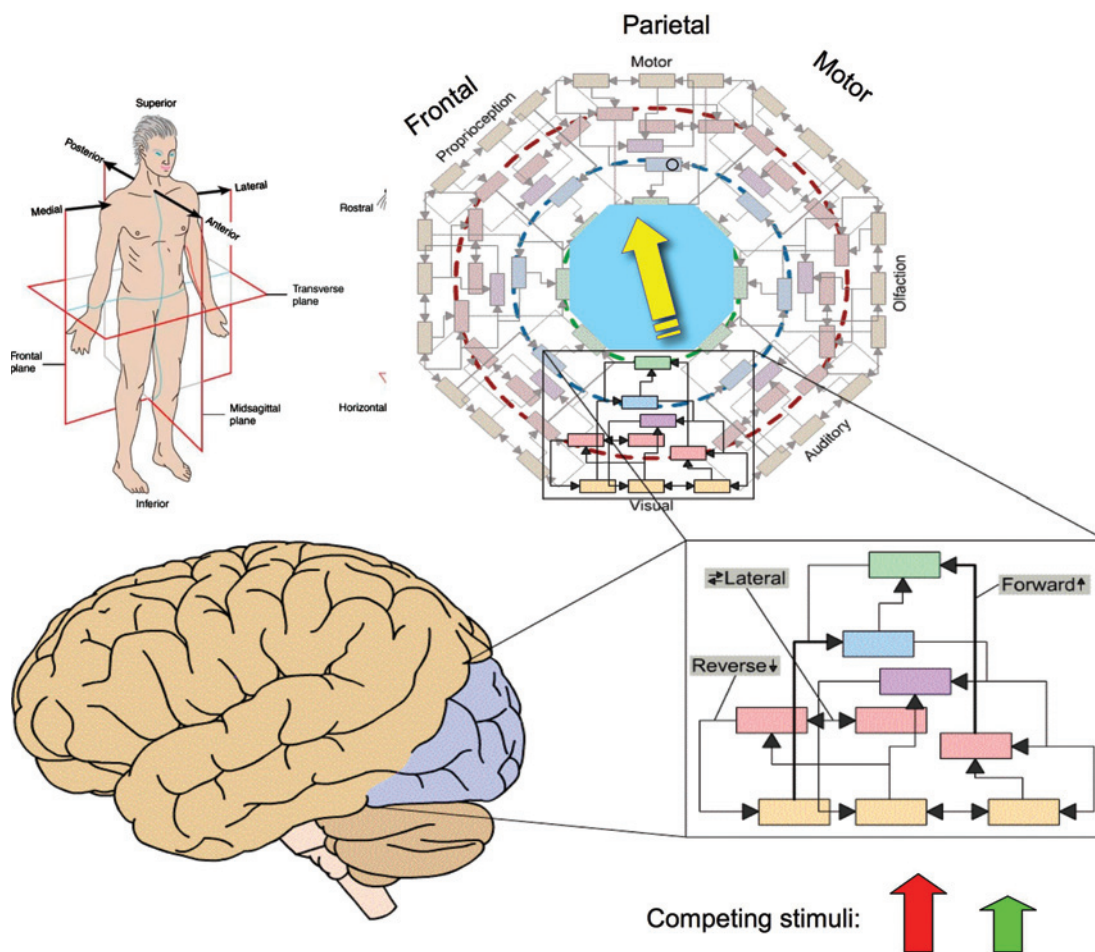 Parietal
Frontal
Motor
Motor
Proprioception
Olfaction
Auditory
Visual
Superior
Posterior
Lateral
Medial
Anterior
Transverse
plane
Frontal
plane
Midsagittal
plane
Inferior
Rostral
Horizontal
⇄Lateral
Forward↑
Reverse↓
Competing stimuli: